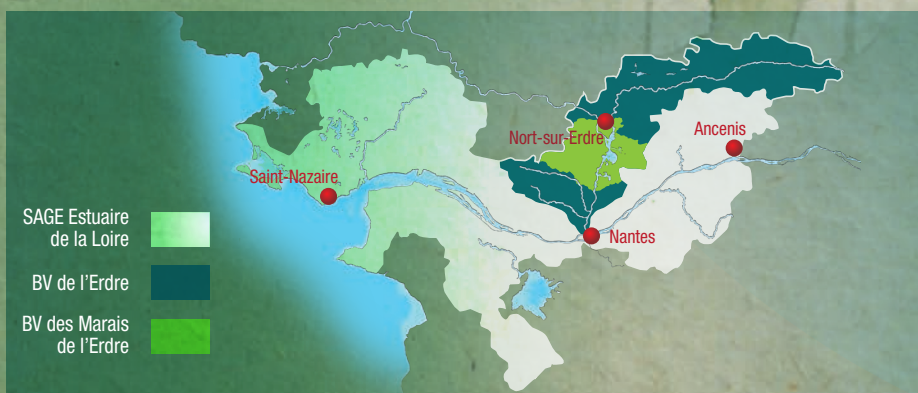 Nort-sur-Erdre
Ancenis
Saint-Nazaire
Nantes
SAGE Estuaire
de la Loire
BV de l'Erdre
BV des Marais
de l'Erdre